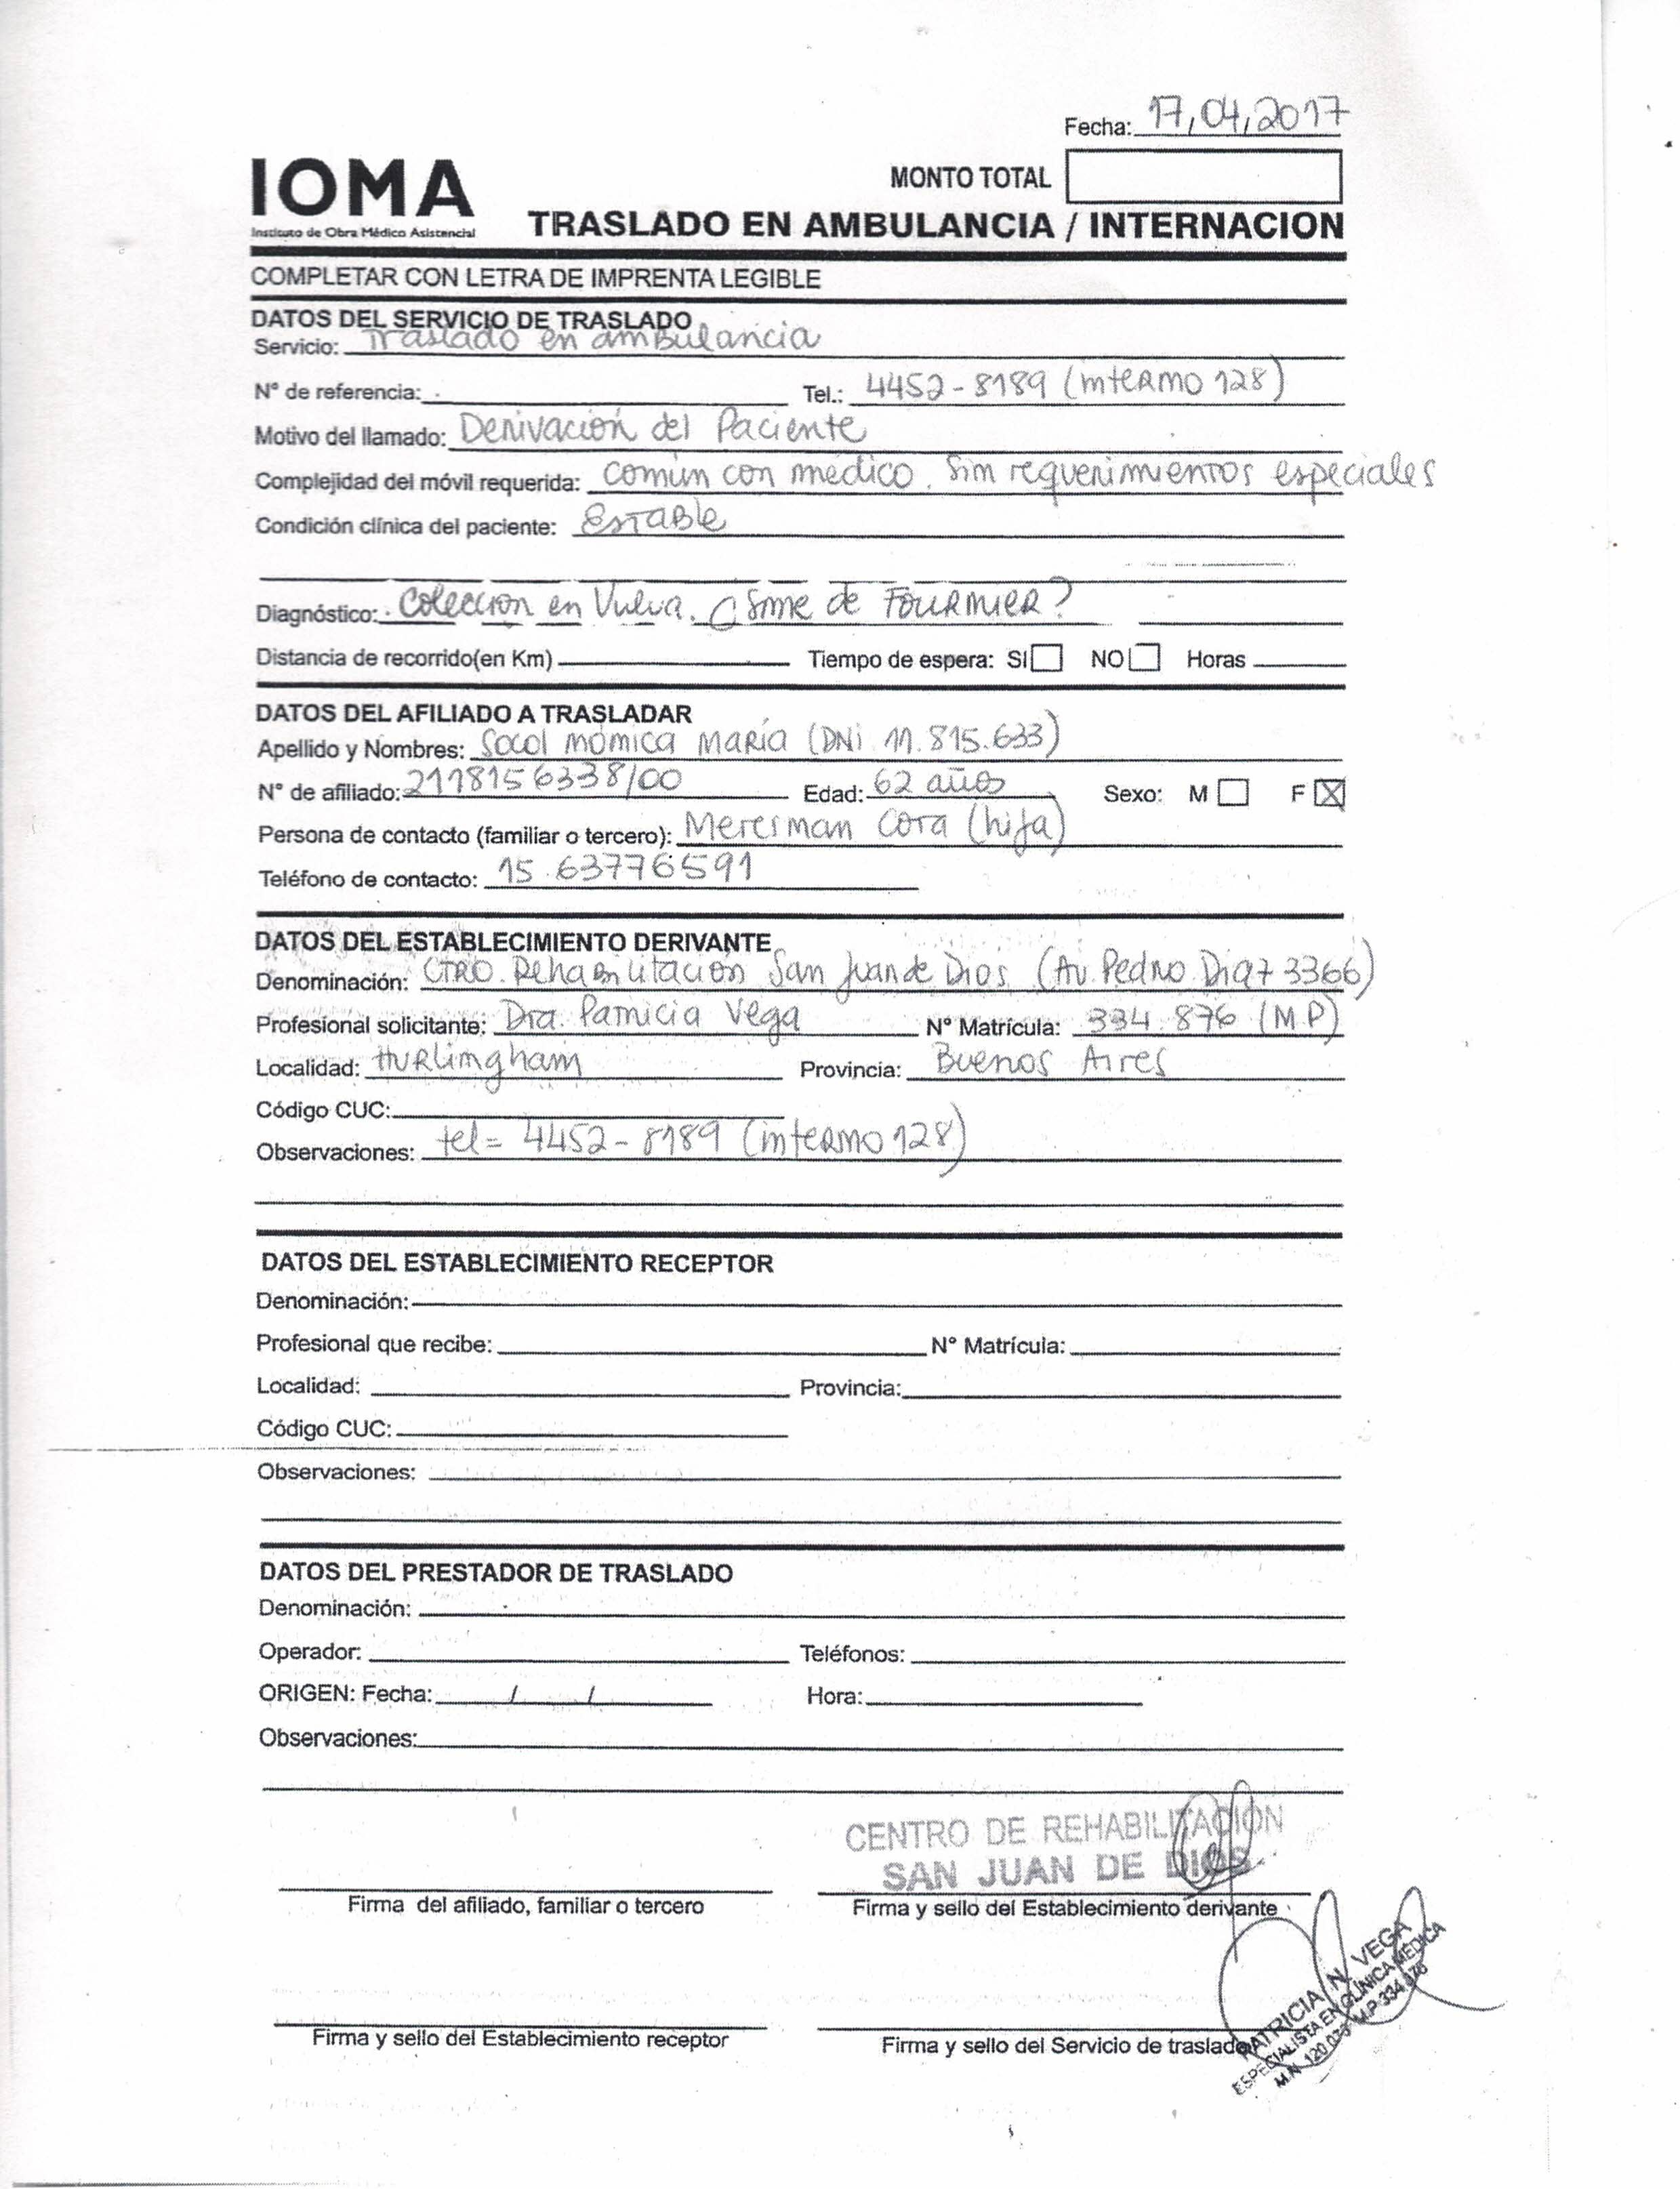 Fecha: 17,04,2017
IOMA
MONTO TOTAL
Instituto de Obra Médico Asistencial
TRASLADO EN AMBULANCIA / INTERNACION
COMPLETAR CON LETRA DE IMPRENTA LEGIBLE
DATOS DEL SERVICIO DE TRASLADO
Servicio: Traslado en ambulancia
N° de referencia: Tel.: 4452-8189 (interno 128)
Motivo del llamado: Derivación del Paciente
Complejidad del móvil requerida: común con médico. Sin requerimientos especiales
Condición clínica del paciente: Estable
Diagnóstico: Colección en Vulva. ¿ Sme de Fournier?
Distancia de recorrido(en Km) Tiempo de espera: SI NO Horas
DATOS DEL AFILIADO A TRASLADAR
Apellido y Nombres: Socol Mónica María (DNI 11.815.633)
N° de afiliado: 2118156338/00 Edad: 62 años Sexo: M F X
Persona de contacto (familiar o tercero): Meresman Cora (hija)
Teléfono de contacto: 15.63776591
DATOS DEL ESTABLECIMIENTO DERIVANTE
Denominación: CTRO. Rehabilitación San Juan de Dios (Av. Pedro Diaz 3366)
Profesional solicitante: Dra. Patricia Vega N° Matrícula: 334.876 (MP)
Localidad: Hurlingham Provincia: Buenos Aires
Código CUC:
Observaciones: tel= 4452-8189 (interno 128)
DATOS DEL ESTABLECIMIENTO RECEPTOR
Denominación:
Profesional que recibe: N° Matrícula:
Localidad: Provincia:
Código CUC:
Observaciones:
DATOS DEL PRESTADOR DE TRASLADO
Denominación:
Operador: Teléfonos:
ORIGEN: Fecha: / / Hora:
Observaciones:
CENTRO DE REHABILITACIÓN
SAN JUAN DE DIOS
Firma del afiliado, familiar o tercero Firma y sello del Establecimiento derivante
Firma y sello del Establecimiento receptor Firma y sello del Servicio de traslado
PATRICIA N. VEGA
ESPECIALISTA EN CLÍNICA MÉDICA
M.N. M.P. 334.876